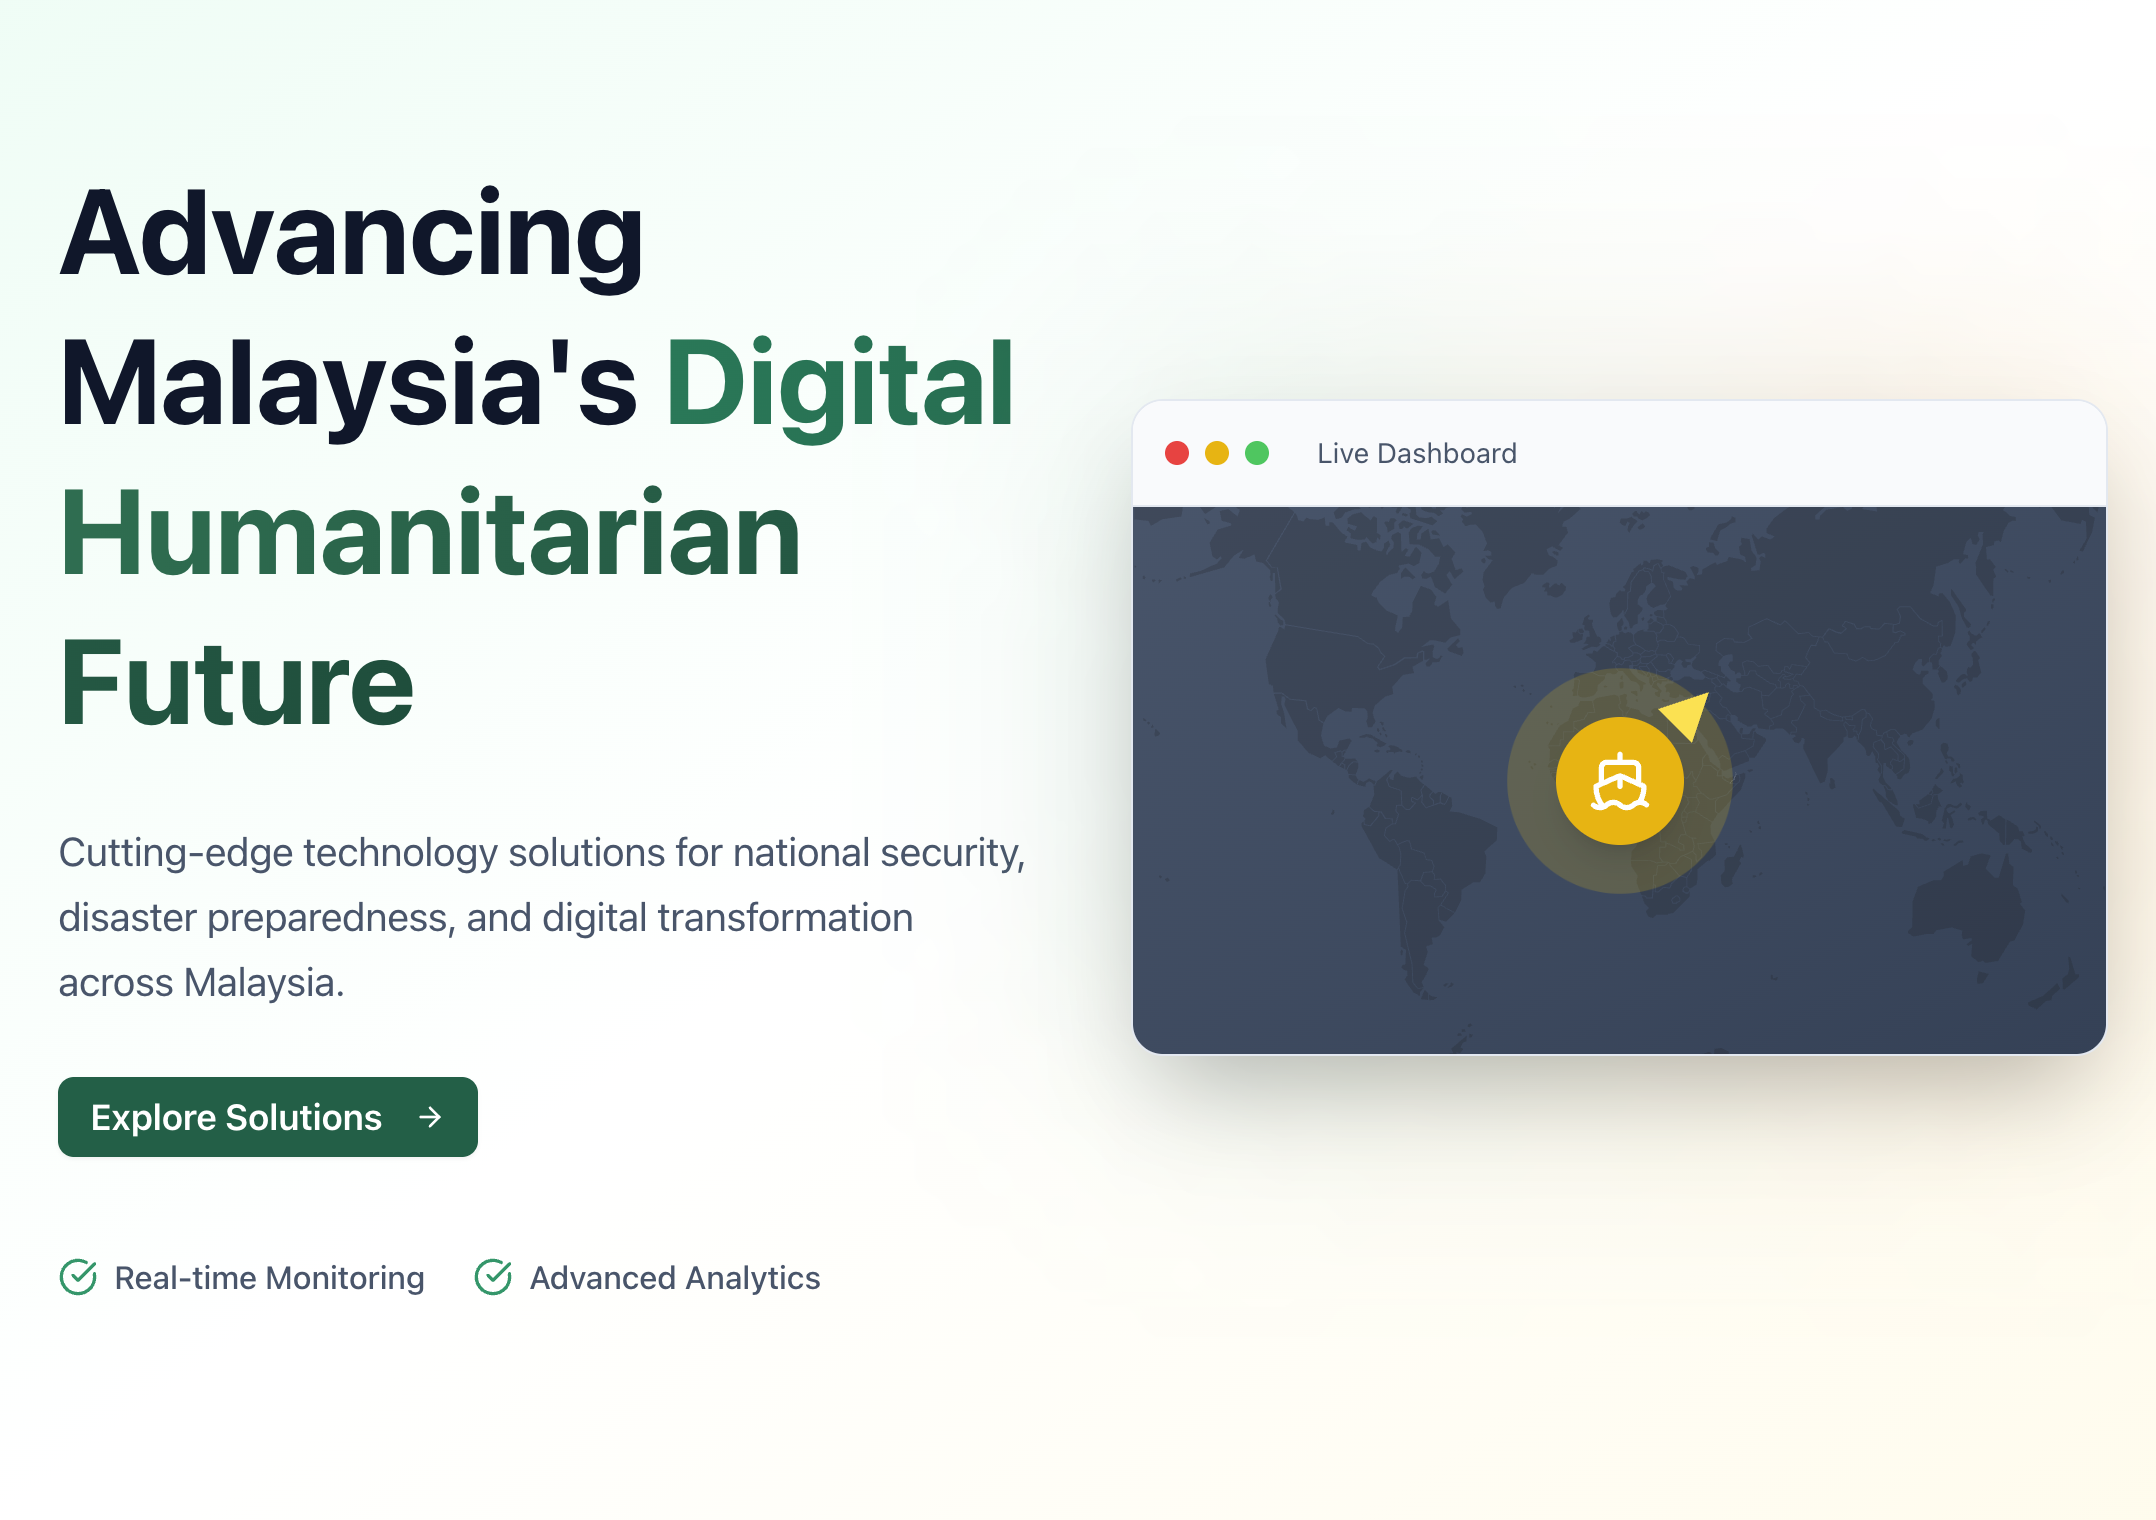 Advancing
Malaysia's Digital
Humanitarian
Future
Cutting-edge technology solutions for national security,
disaster preparedness, and digital transformation
across Malaysia.
Explore Solutions
Real-time Monitoring
Advanced Analytics
Live Dashboard